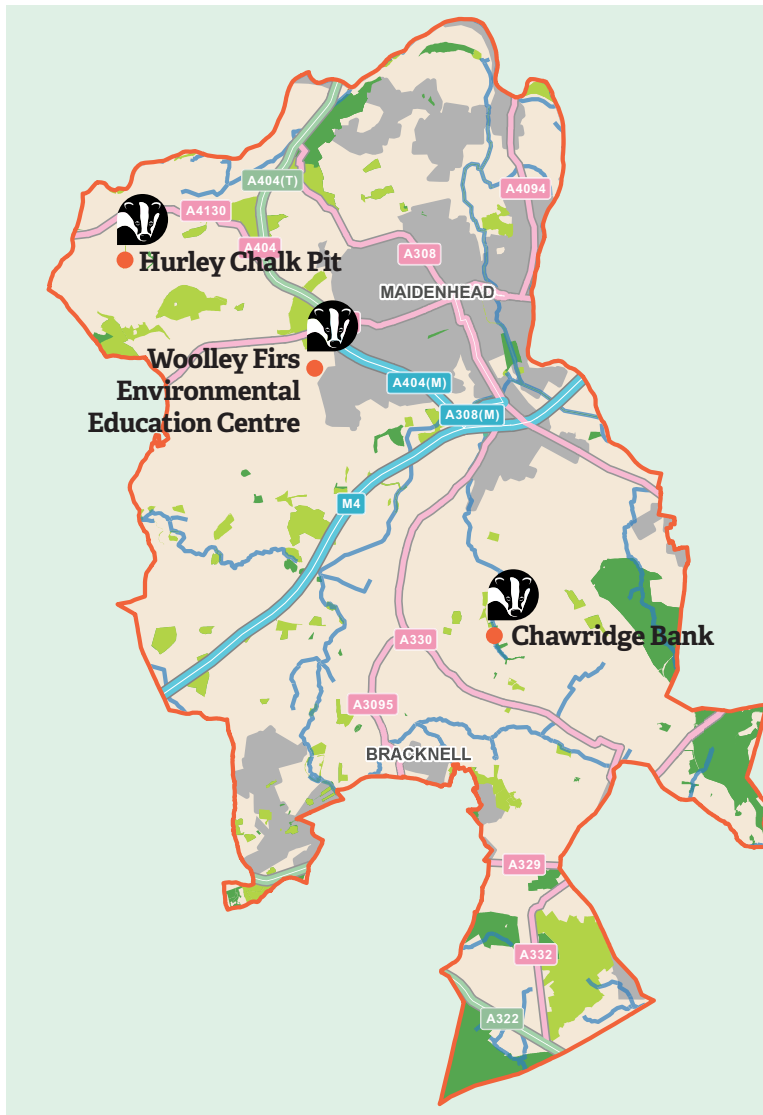 A404(T)
A4094
A4130
A404
A308
Hurley Chalk Pit
MAIDENHEAD
Woolley Firs
Environmental
Education Centre
A404(M)
A308(M)
M4
A330
Chawridge Bank
A3095
BRACKNELL
A329
A332
A322